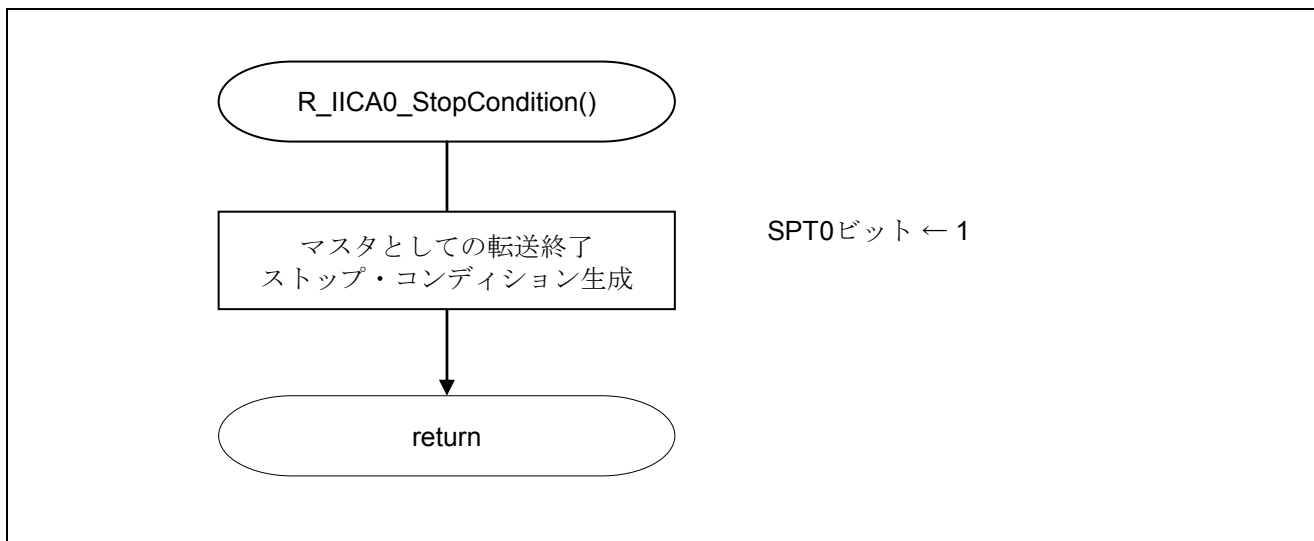 R_IICA0_StopCondition()
マスタとしての転送終了
ストップ・コンディション生成
SPT0ビット ← 1
return